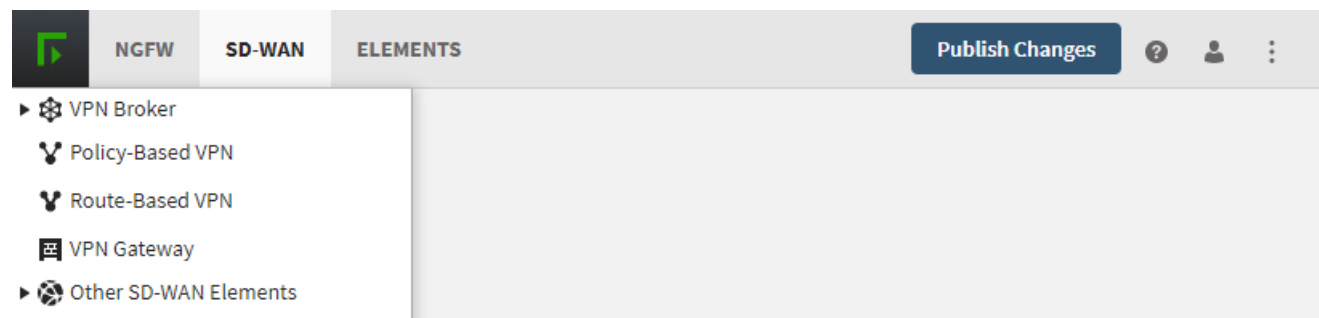 NGFW SD-WAN ELEMENTS Publish Changes
VPN Broker
Policy-Based VPN
Route-Based VPN
VPN Gateway
Other SD-WAN Elements